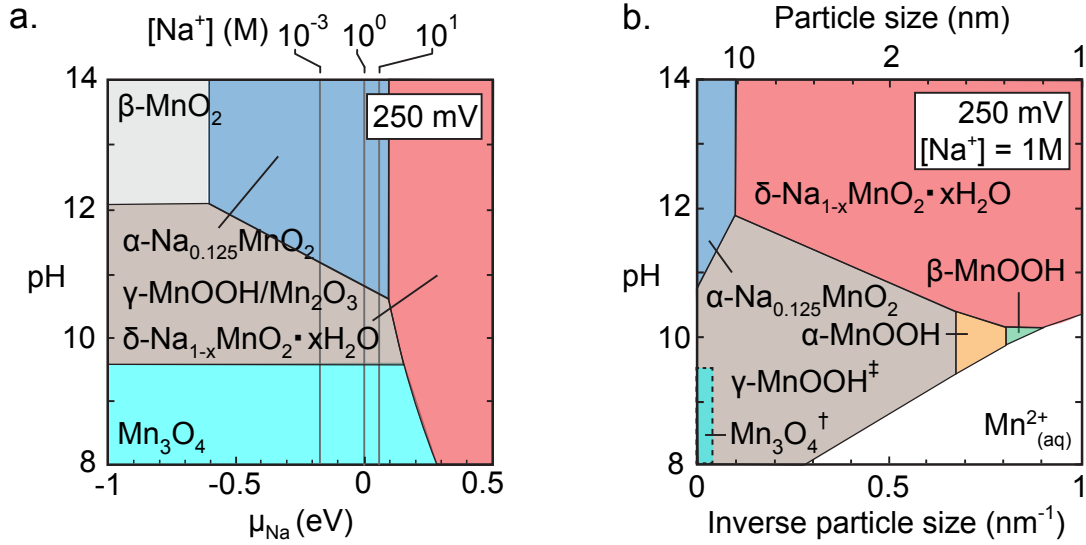 a.
[Na⁺] (M) 10⁻³ 10⁰ 10¹
14
12
10
8
pH
β-MnO₂
250 mV
α-Na₀.₁₂₅MnO₂
γ-MnOOH/Mn₂O₃
δ-Na₁₋ₓMnO₂·xH₂O
Mn₃O₄
-1 -0.5 0 0.5
μNa (eV)
b.
Particle size (nm)
10 2 1
14
12
10
8
pH
250 mV
[Na⁺] = 1M
δ-Na₁₋ₓMnO₂·xH₂O
β-MnOOH
α-Na₀.₁₂₅MnO₂
α-MnOOH
γ-MnOOH‡
Mn₃O₄†
Mn²⁺(aq)
0 0.5 1
Inverse particle size (nm⁻¹)